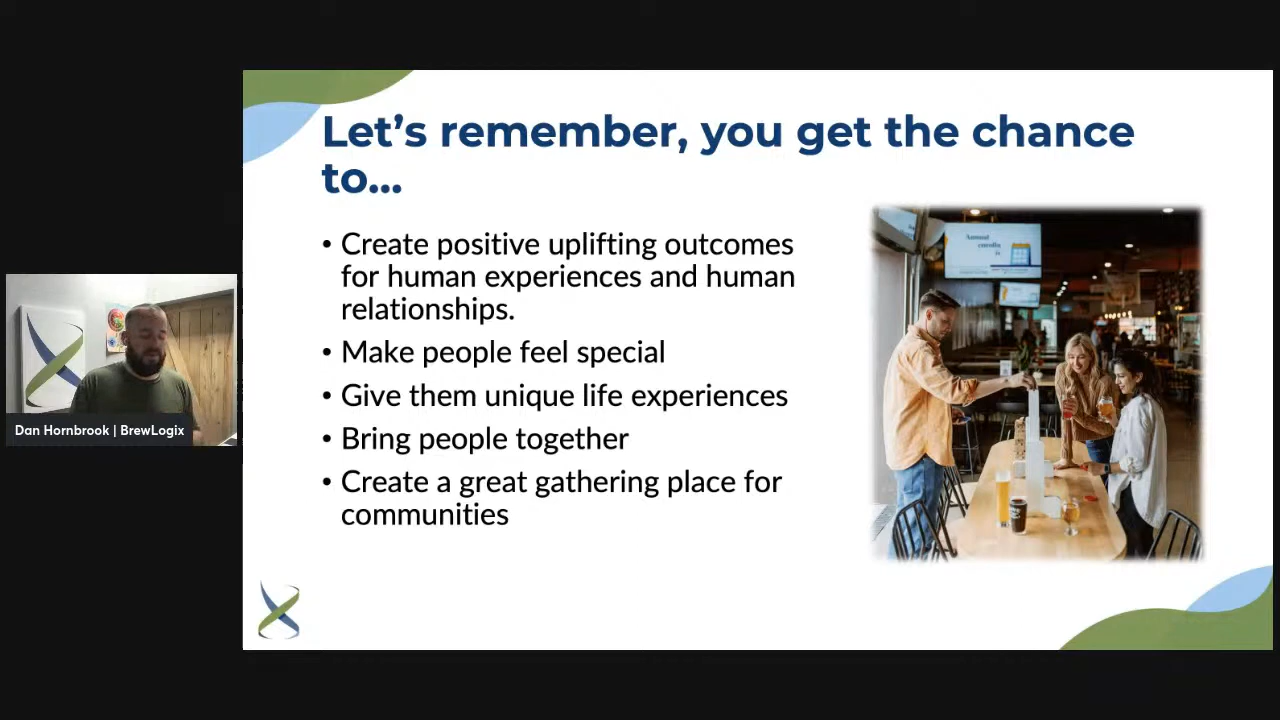 Let’s remember, you get the chance
to...
• Create positive uplifting outcomes
for human experiences and human
relationships.
• Make people feel special
• Give them unique life experiences
• Bring people together
• Create a great gathering place for
communities
Dan Hornbrook | BrewLogix
Annual